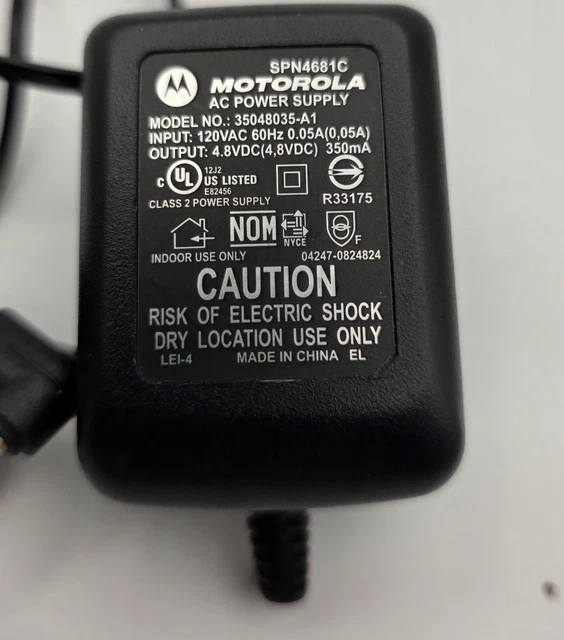 SPN4681C
MOTOROLA
AC POWER SUPPLY
MODEL NO.: 35048035-A1
INPUT: 120VAC 60Hz 0.05A(0,05A)
OUTPUT: 4.8VDC(4,8VDC) 350mA
C UL 12J2
US LISTED
E82456
R33175
CLASS 2 POWER SUPPLY
NOM
NYCE
F
INDOOR USE ONLY
04247-0824824
CAUTION
RISK OF ELECTRIC SHOCK
DRY LOCATION USE ONLY
LEI-4 MADE IN CHINA EL